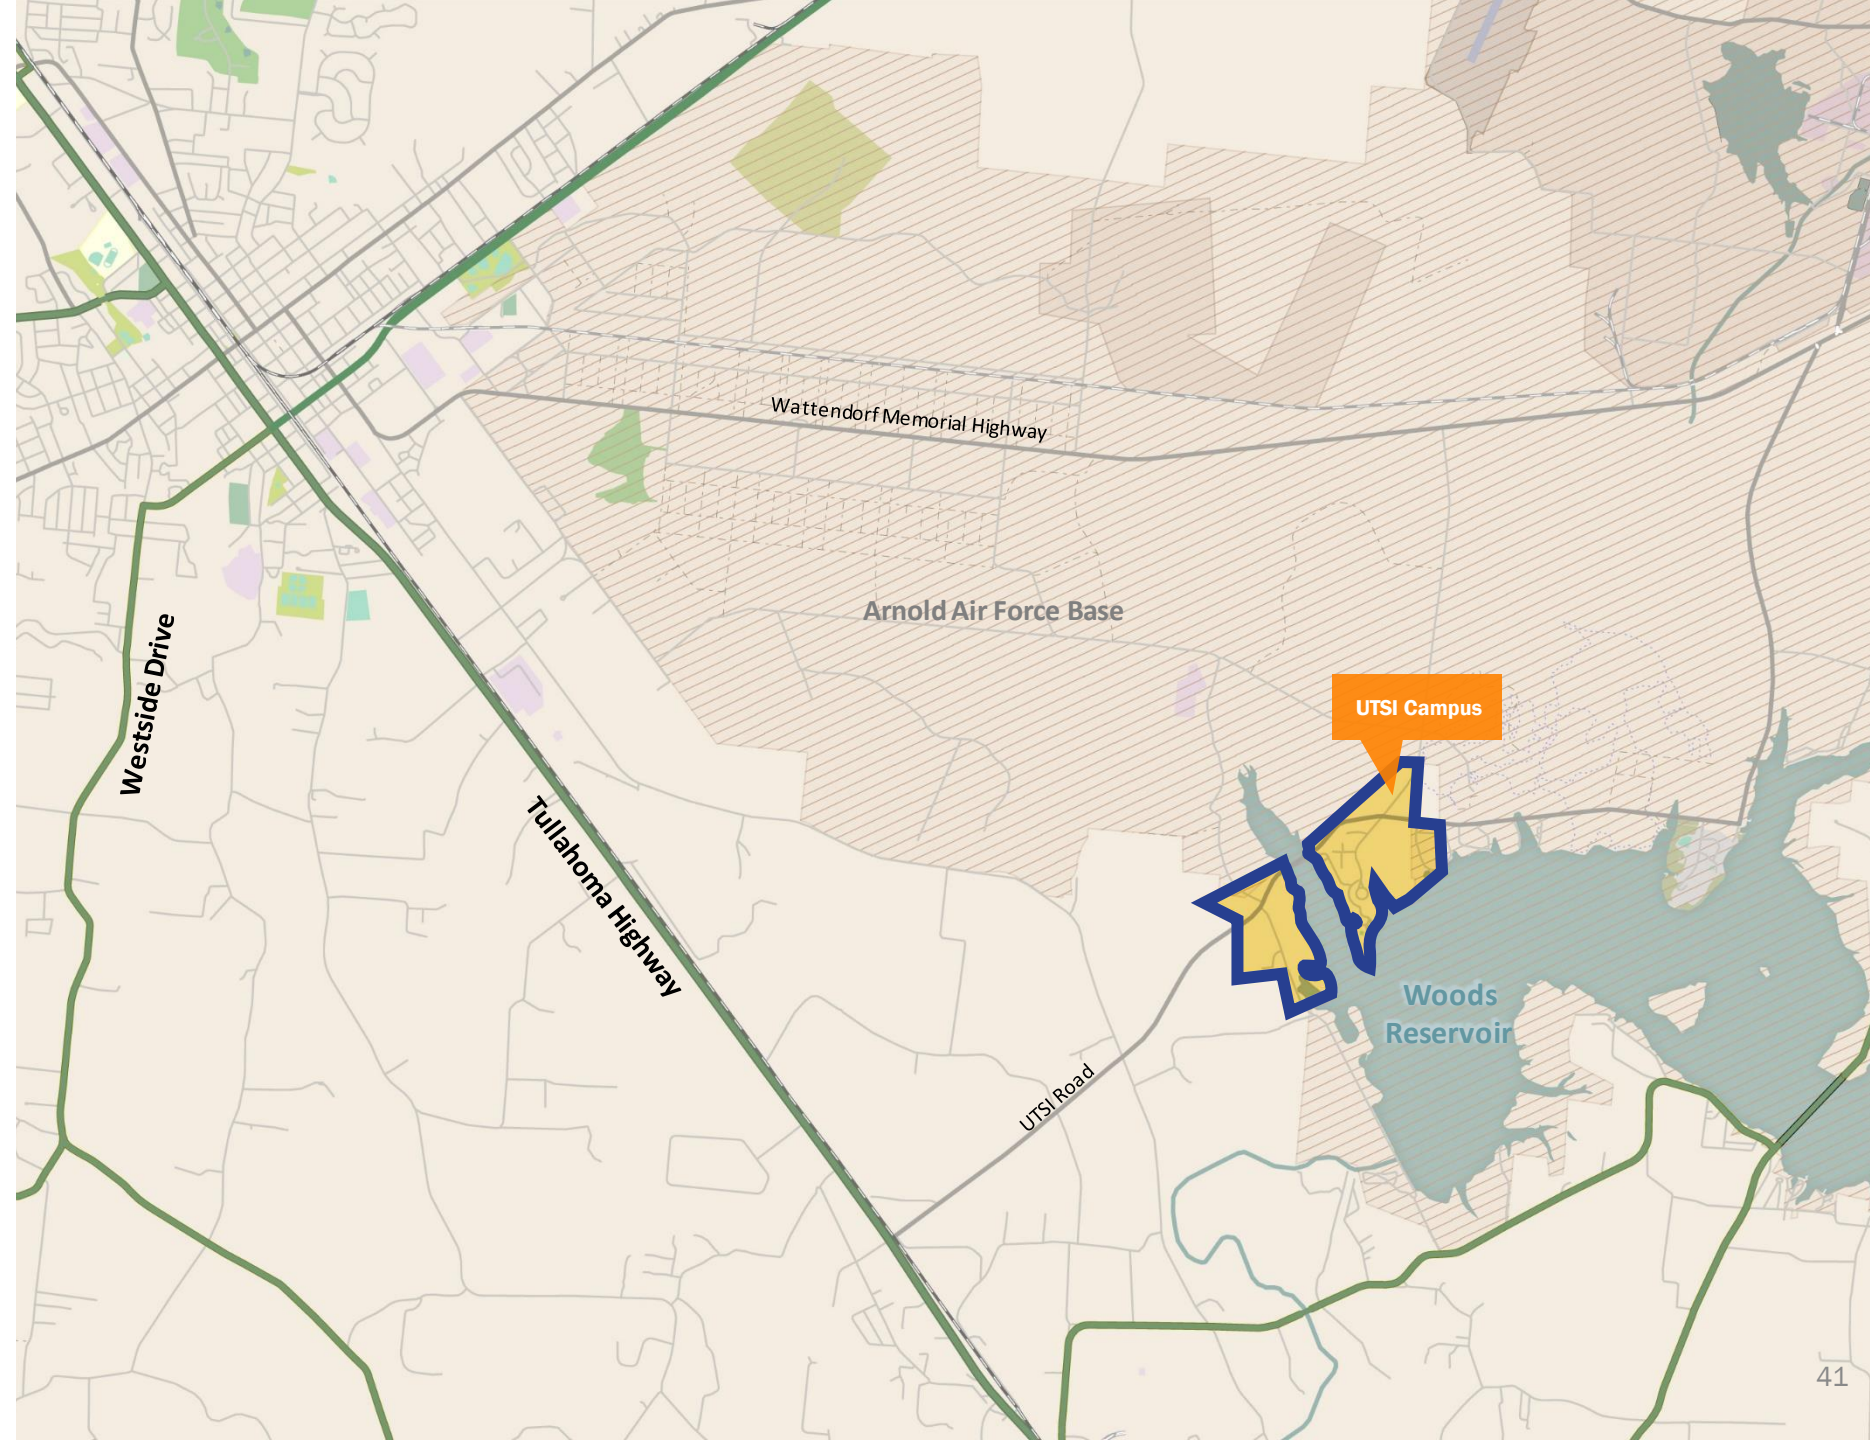 Wattendorf Memorial Highway
Arnold Air Force Base
Westside Drive
UTSI Campus
Tullahoma Highway
Woods
Reservoir
UTSI Road
41